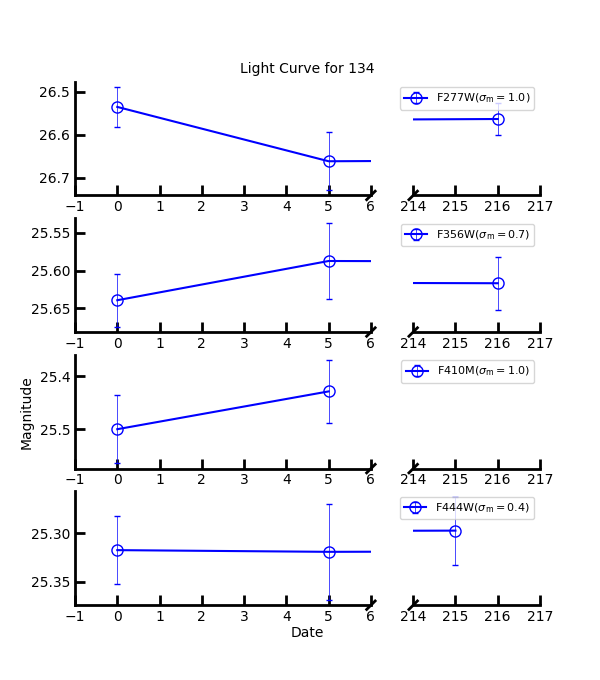 Light Curve for 134
26.5
26.6
26.7
F277W(σm = 1.0)
−1 0 1 2 3 4 5 6 214 215 216 217
25.55
25.60
25.65
F356W(σm = 0.7)
−1 0 1 2 3 4 5 6 214 215 216 217
Magnitude
25.4
25.5
F410M(σm = 1.0)
−1 0 1 2 3 4 5 6 214 215 216 217
25.30
25.35
F444W(σm = 0.4)
−1 0 1 2 3 4 5 6 214 215 216 217
Date